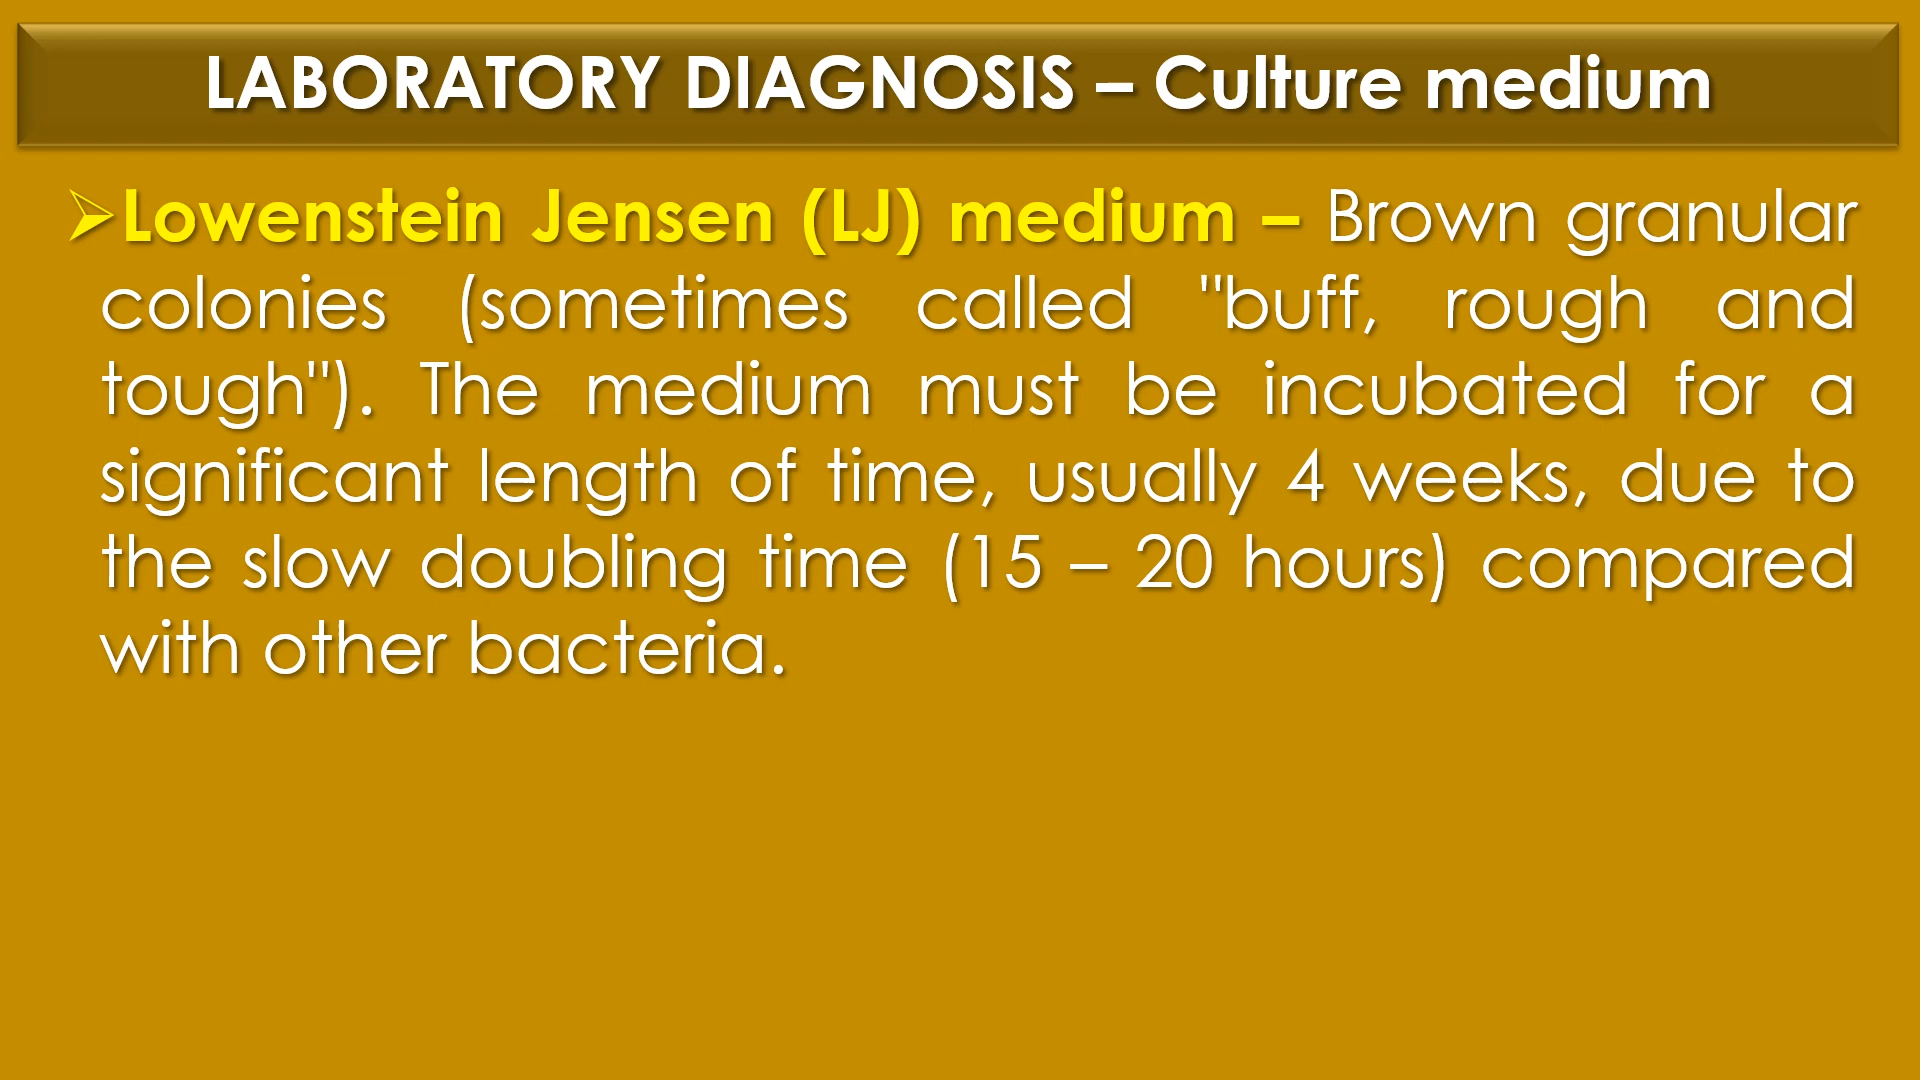 LABORATORY DIAGNOSIS – Culture medium
➢Lowenstein Jensen (LJ) medium – Brown granular
colonies (sometimes called "buff, rough and
tough"). The medium must be incubated for a
significant length of time, usually 4 weeks, due to
the slow doubling time (15 – 20 hours) compared
with other bacteria.